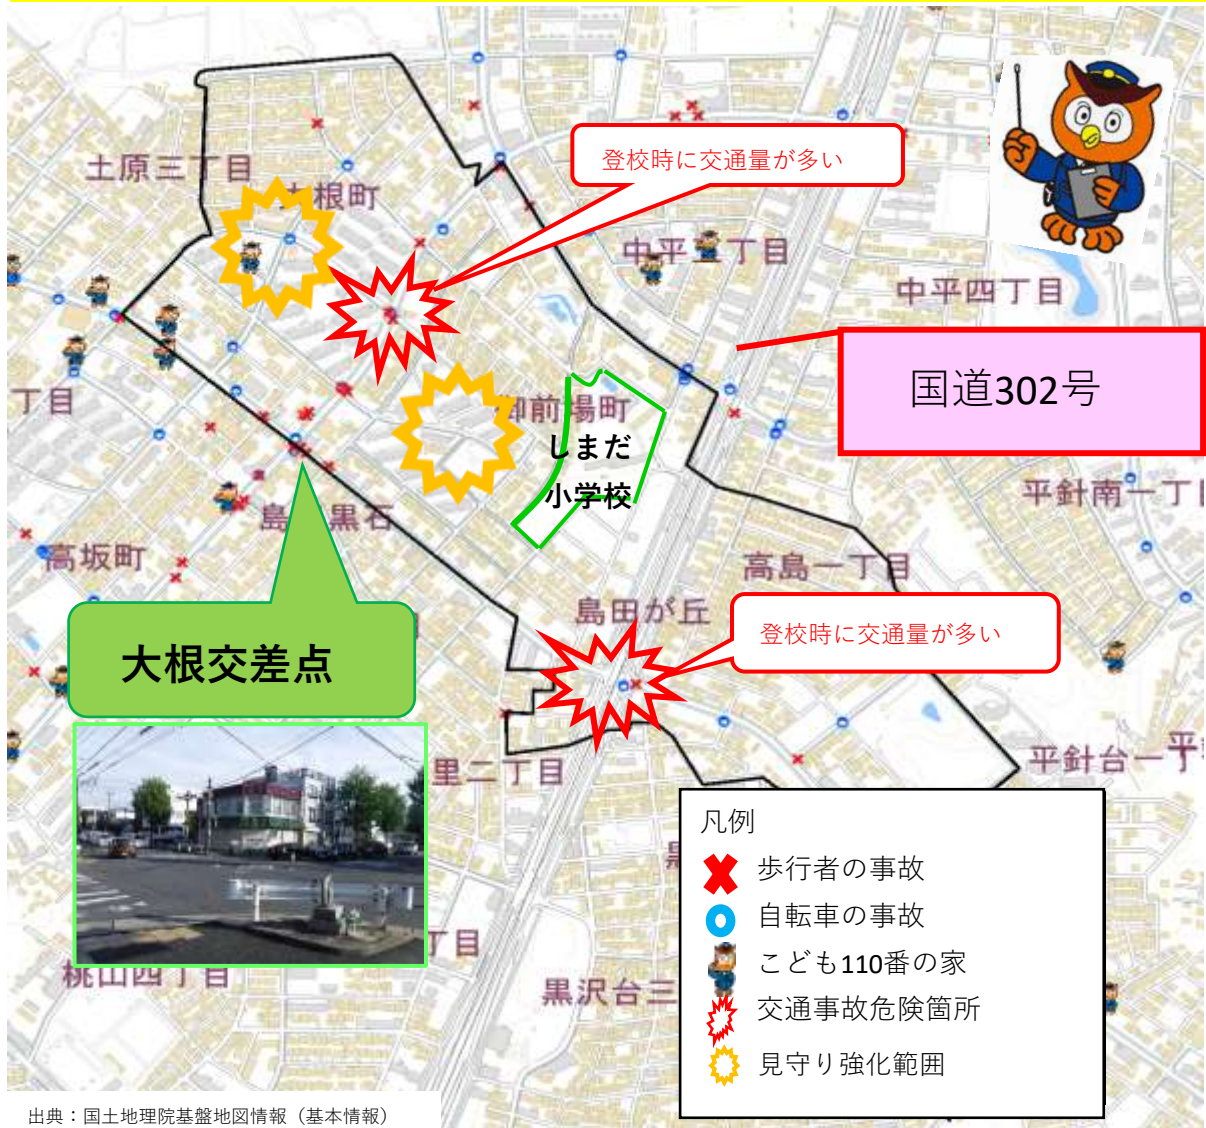 登校時に交通量が多い
土原三丁目
大根町
中平三丁目
中平四丁目
国道302号
丁目
御前場町
しまだ
小学校
平針南一丁目
島田黒石
高坂町
高島一丁目
島田が丘
登校時に交通量が多い
大根交差点
里二丁目
平針台一丁
凡例
歩行者の事故
自転車の事故
こども110番の家
交通事故危険箇所
見守り強化範囲
丁目
桃山四丁目
黒沢台三
出典：国土地理院基盤地図情報（基本情報）